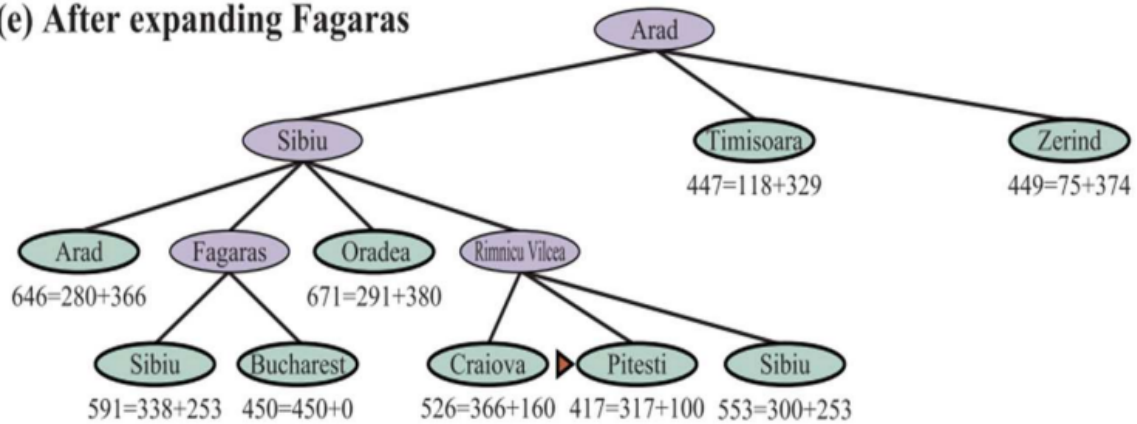 (e) After expanding Fagaras
Arad
Sibiu
Timisoara
Zerind
447=118+329
449=75+374
Arad
Fagaras
Oradea
Rimnicu Vilcea
646=280+366
671=291+380
Sibiu
Bucharest
Craiova
Pitesti
Sibiu
591=338+253
450=450+0
526=366+160
417=317+100
553=300+253